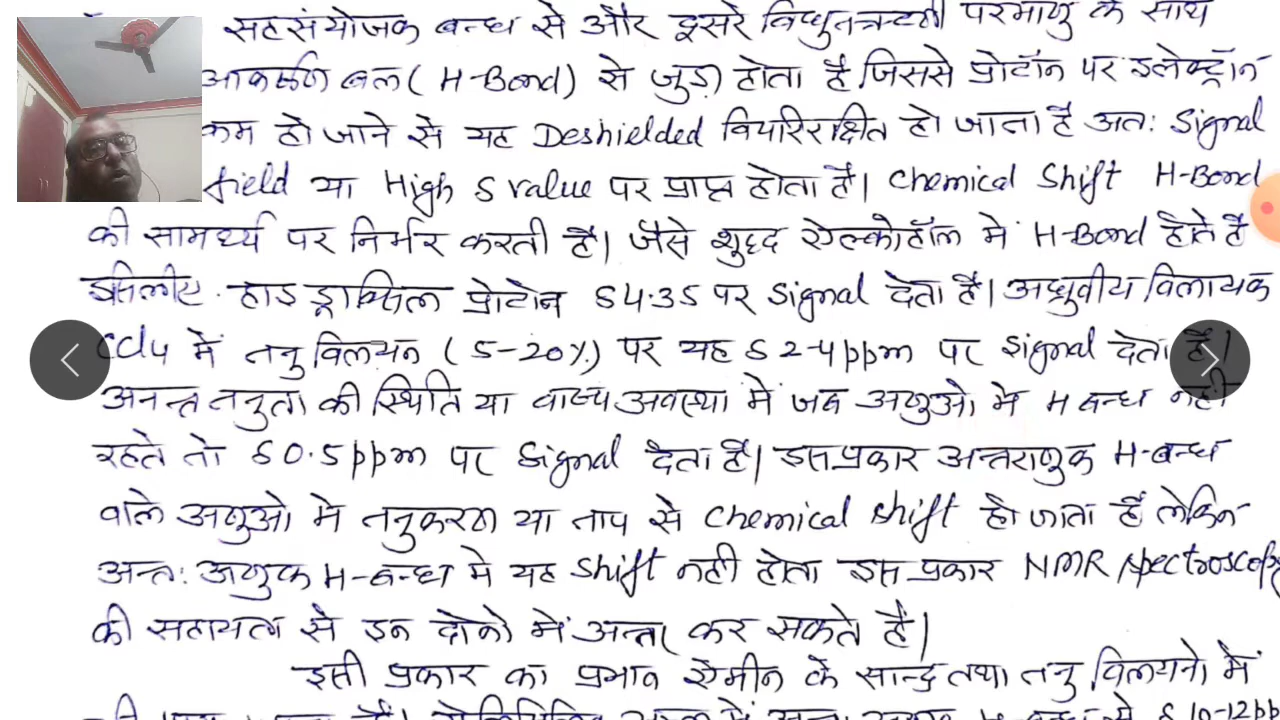 सहसंयोजक बन्ध से और दूसरे विधुतऋणी परमाणु के साथ
आकर्षण बल ( H-Bond) से जुड़ा होता है जिससे प्रोटॉन पर इलेक्ट्रॉन
कम हो जाने से यह Deshielded विपरिरक्षित हो जाता है अतः Signal
field या High δ value पर प्राप्त होता है। Chemical Shift H-Bond
की सामर्थ्य पर निर्भर करती है। जैसे शुद्ध ऐल्कोहॉल में H-Bond होते है
इसिलीए हाइड्रॉक्सिल प्रोटोन δ 4.35 पर Signal देता है। अध्रुवीय विलायक
CCl4 में तनु विलयन ( 5-20%) पर यह δ 2-4 ppm पर Signal देता है।
अनन्त तनुता की स्थिति या वाष्प अवस्था में जब अणुओ मे H बन्ध नही
रहते तो δ 0.5 ppm पर Signal देता है। इस प्रकार अन्तराणुक H-बन्ध
वाले अणुओ मे तनुकरण या ताप से Chemical shift हो जाता है लेकिन
अन्त: अणुक H-बन्ध मे यह Shift नही होता इस प्रकार NMR spectroscopy
की सहायता से इन दोनो में अन्तर कर सकते है।
इसी प्रकार का प्रभाव ऐमीन के सान्द्र तथा तनु विलयनो में